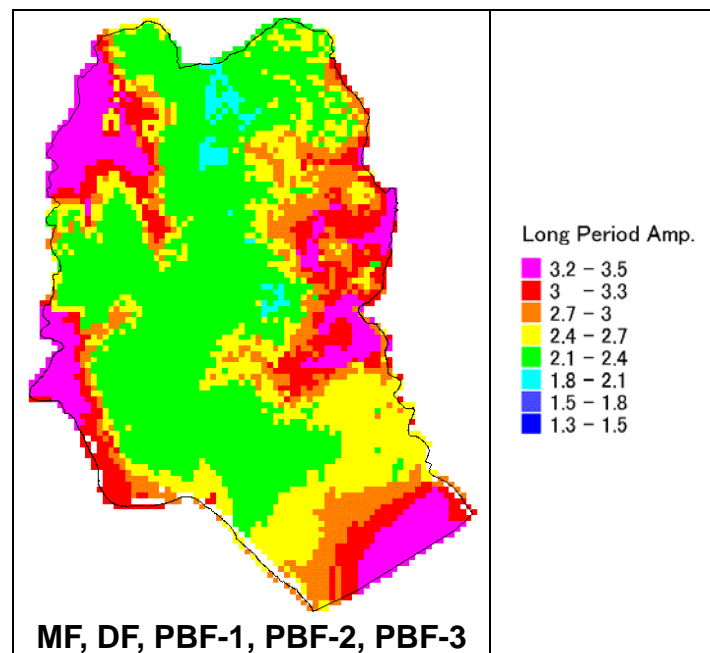 Long Period Amp.
3.2 – 3.5
3 – 3.3
2.7 – 3
2.4 – 2.7
2.1 – 2.4
1.8 – 2.1
1.5 – 1.8
1.3 – 1.5
MF, DF, PBF-1, PBF-2, PBF-3